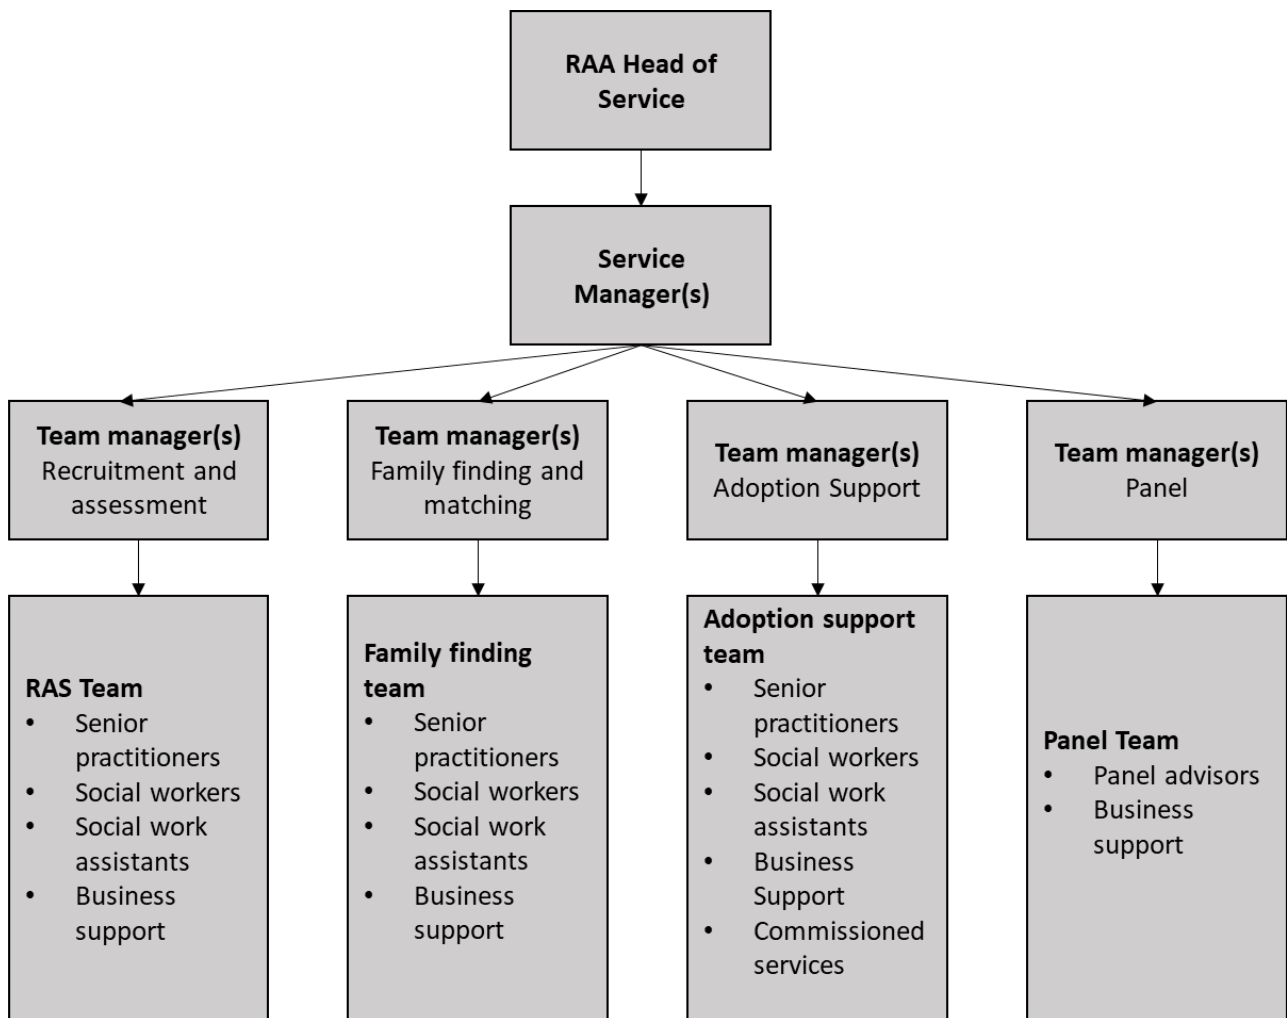 RAA Head of
Service
Service
Manager(s)
Team manager(s)
Recruitment and
assessment
Team manager(s)
Family finding and
matching
Team manager(s)
Adoption Support
Team manager(s)
Panel
RAS Team
• Senior
practitioners
• Social workers
• Social work
assistants
• Business
support
Family finding
team
• Senior
practitioners
• Social workers
• Social work
assistants
• Business
support
Adoption support
team
• Senior
practitioners
• Social workers
• Social work
assistants
• Business
Support
• Commissioned
services
Panel Team
• Panel advisors
• Business
support